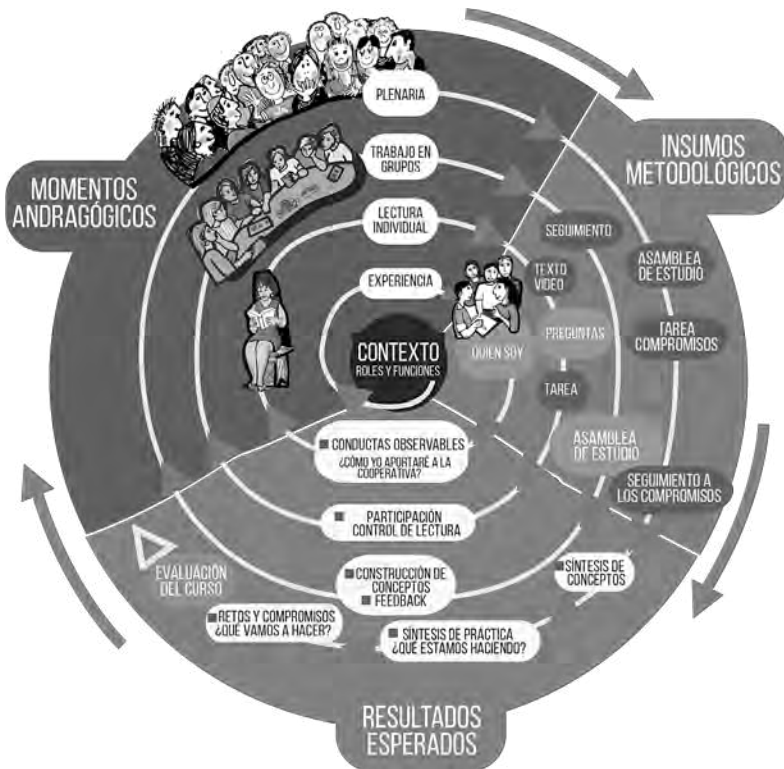 PLENARIA
TRABAJO EN
GRUPOS
LECTURA
INDIVIDUAL
EXPERIENCIA
MOMENTOS
ANDRAGÓGICOS
INSUMOS
METODOLÓGICOS
SEGUIMIENTO
TEXTO
VIDEO
ASAMBLEA
DE ESTUDIO
PREGUNTAS
TAREA
COMPROMISOS
QUIEN SOY
CONTEXTO
ROLES Y FUNCIONES
TAREA
ASAMBLEA
DE ESTUDIO
SEGUIMIENTO A
LOS COMPROMISOS
CONDUCTAS OBSERVABLES
¿CÓMO YO APORTARÉ A LA
COOPERATIVA?
PARTICIPACIÓN
CONTROL DE LECTURA
EVALUACIÓN
DEL CURSO
CONSTRUCCIÓN DE
CONCEPTOS
FEEDBACK
SÍNTESIS DE
CONCEPTOS
RETOS Y COMPROMISOS
¿QUÉ VAMOS A HACER?
SÍNTESIS DE PRÁCTICA
¿QUÉ ESTAMOS HACIENDO?
RESULTADOS
ESPERADOS